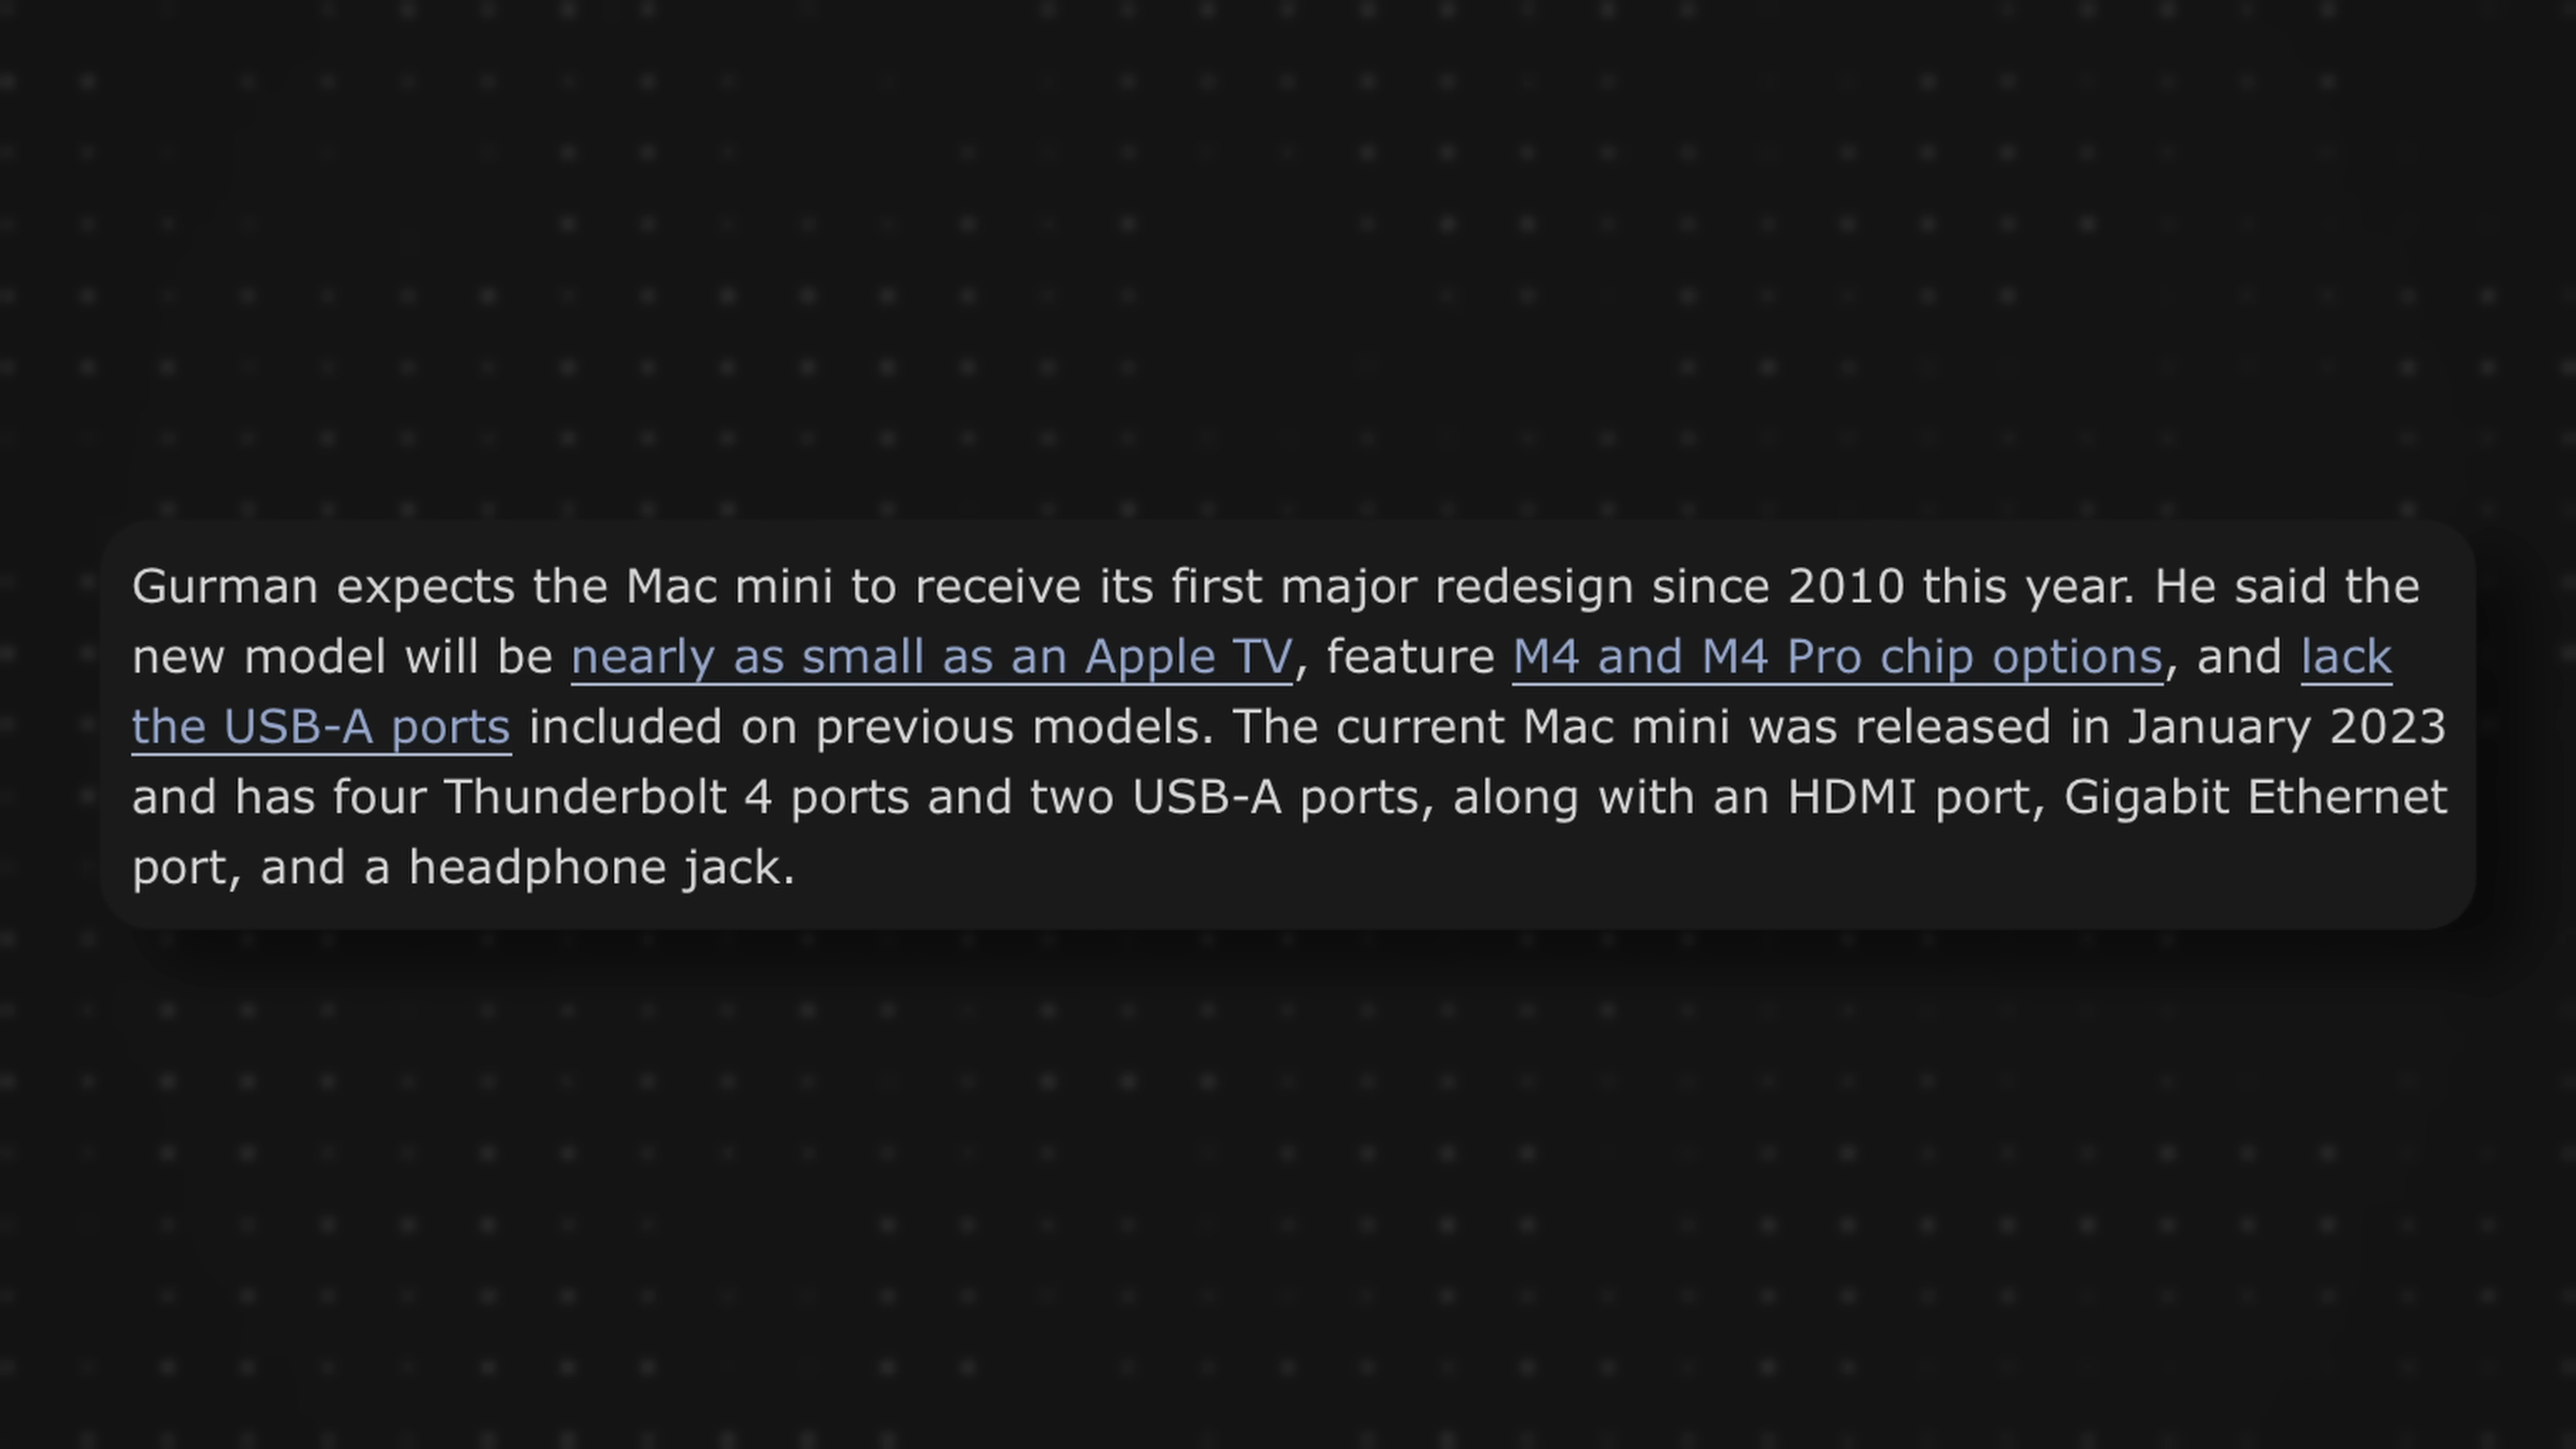 Gurman expects the Mac mini to receive its first major redesign since 2010 this year. He said the
new model will be nearly as small as an Apple TV, feature M4 and M4 Pro chip options, and lack
the USB-A ports included on previous models. The current Mac mini was released in January 2023
and has four Thunderbolt 4 ports and two USB-A ports, along with an HDMI port, Gigabit Ethernet
port, and a headphone jack.